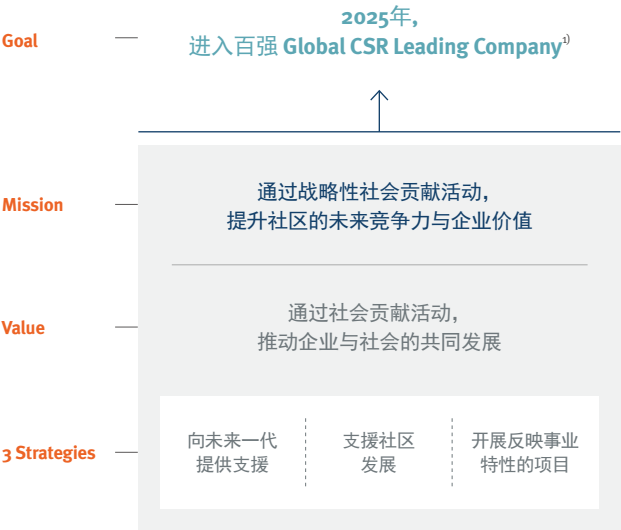 Goal
2025年,
进入百强 Global CSR Leading Company1)
Mission
通过战略性社会贡献活动,
提升社区的未来竞争力与企业价值
Value
通过社会贡献活动,
推动企业与社会的共同发展
3 Strategies
向未来一代
提供支援
支援社区
发展
开展反映事业
特性的项目